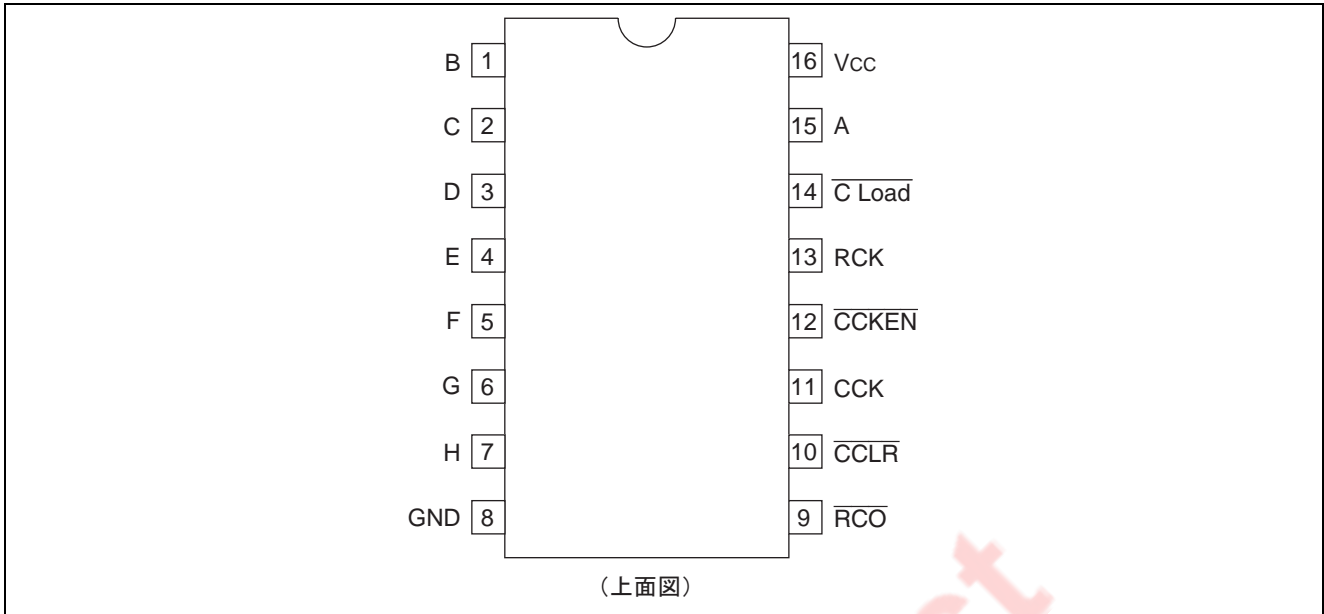 B 1 16 Vcc
C 2 15 A
D 3 14 C Load
E 4 13 RCK
F 5 12 CCKEN
G 6 11 CCK
H 7 10 CCLR
GND 8 9 RCO
（上面図）